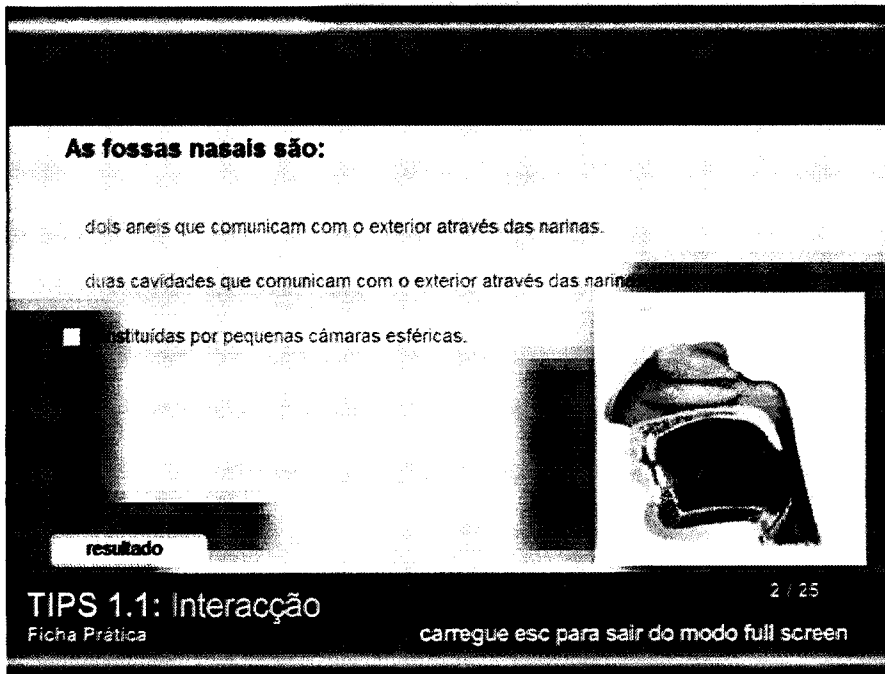 As fossas nasais são:
dois aneis que comunicam com o exterior através das narinas.
duas cavidades que comunicam com o exterior através das narin
stituídas por pequenas câmaras esféricas.
resultado
2 / 25
TIPS 1.1: Interacção
Ficha Prática
carregue esc para sair do modo full screen